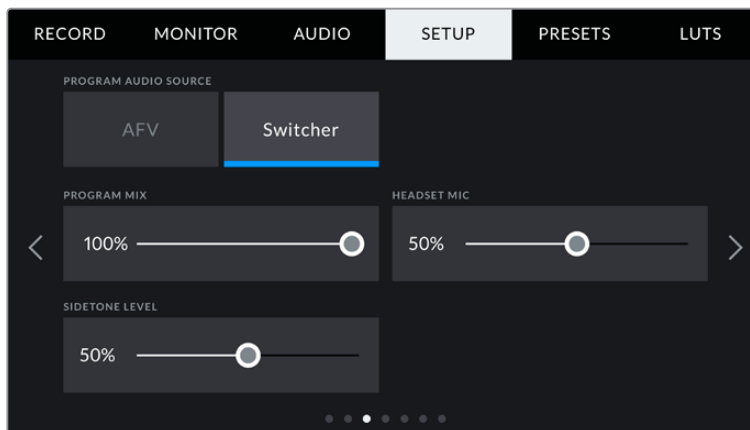 RECORD MONITOR AUDIO SETUP PRESETS LUTS
PROGRAM AUDIO SOURCE
AFV Switcher
PROGRAM MIX HEADSET MIC
100% 50%
SIDETONE LEVEL
50%